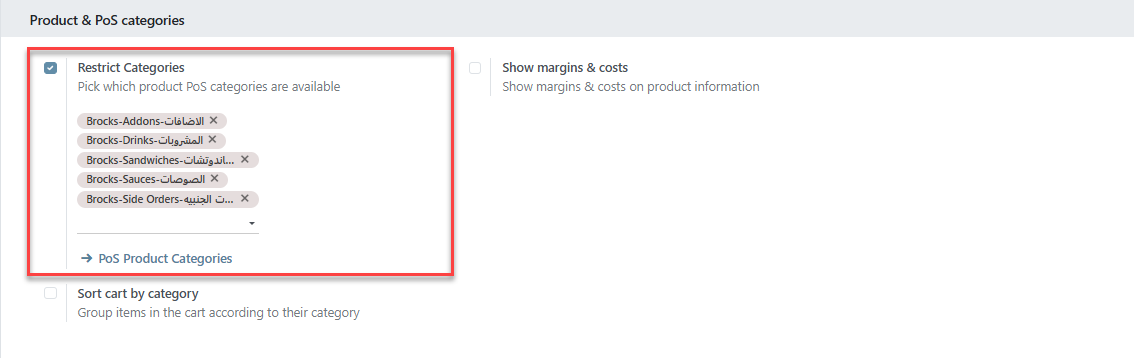 Product & PoS categories
Restrict Categories
Pick which product PoS categories are available
Brocks-Addons-الاضافات ×
Brocks-Drinks-المشروبات ×
Brocks-Sandwiches-اندوتشات... ×
Brocks-Sauces-الصوصات ×
Brocks-Side Orders-ت الجنبيه... ×
→ PoS Product Categories
Sort cart by category
Group items in the cart according to their category
Show margins & costs
Show margins & costs on product information